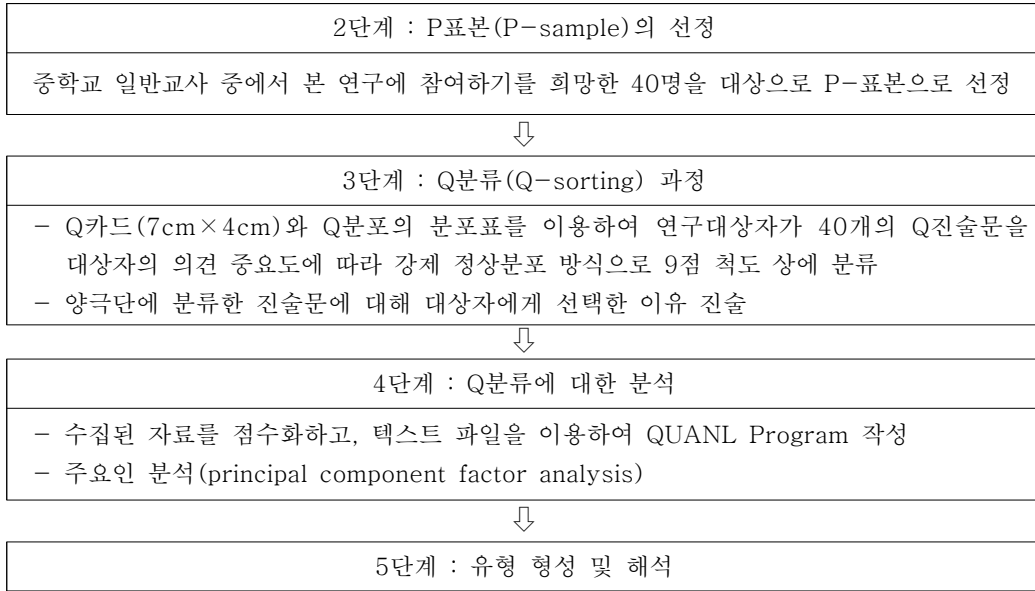 2단계 : P표본(P-sample)의 선정
중학교 일반교사 중에서 본 연구에 참여하기를 희망한 40명을 대상으로 P-표본으로 선정
⇩
3단계 : Q분류(Q-sorting) 과정
- Q카드(7cm×4cm)와 Q분포의 분포표를 이용하여 연구대상자가 40개의 Q진술문을
대상자의 의견 중요도에 따라 강제 정상분포 방식으로 9점 척도 상에 분류
- 양극단에 분류한 진술문에 대해 대상자에게 선택한 이유 진술
⇩
4단계 : Q분류에 대한 분석
- 수집된 자료를 점수화하고, 텍스트 파일을 이용하여 QUANL Program 작성
- 주요인 분석(principal component factor analysis)
⇩
5단계 : 유형 형성 및 해석